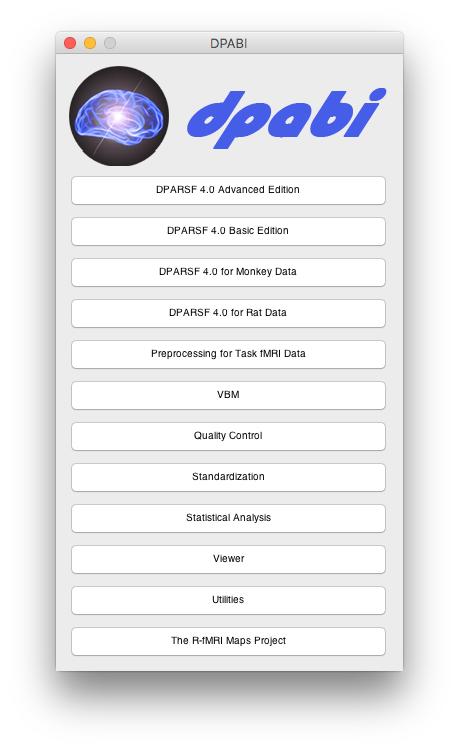 DPABI
dpabi
DPARSF 4.0 Advanced Edition
DPARSF 4.0 Basic Edition
DPARSF 4.0 for Monkey Data
DPARSF 4.0 for Rat Data
Preprocessing for Task fMRI Data
VBM
Quality Control
Standardization
Statistical Analysis
Viewer
Utilities
The R-fMRI Maps Project